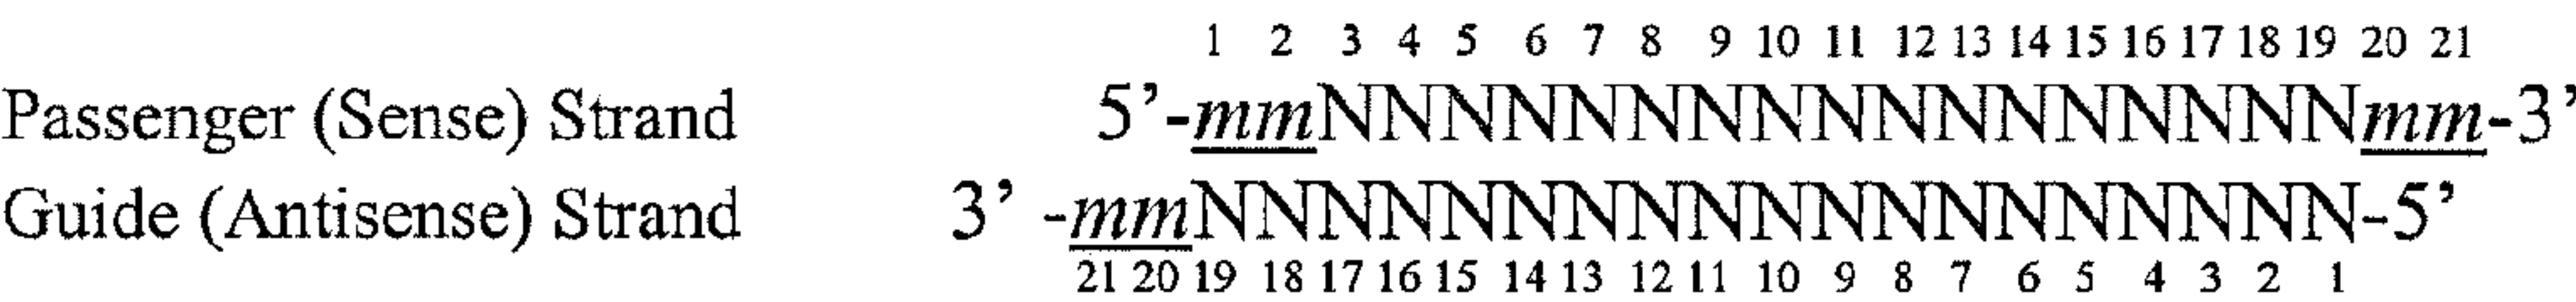 1 2 3 4 5 6 7 8 9 10 11 12 13 14 15 16 17 18 19 20 21
Passenger (Sense) Strand 5’-mmNNNNNNNNNNNNNNNNNmm-3’
Guide (Antisense) Strand 3’ -mmNNNNNNNNNNNNNNNNNNN-5’
21 20 19 18 17 16 15 14 13 12 11 10 9 8 7 6 5 4 3 2 1